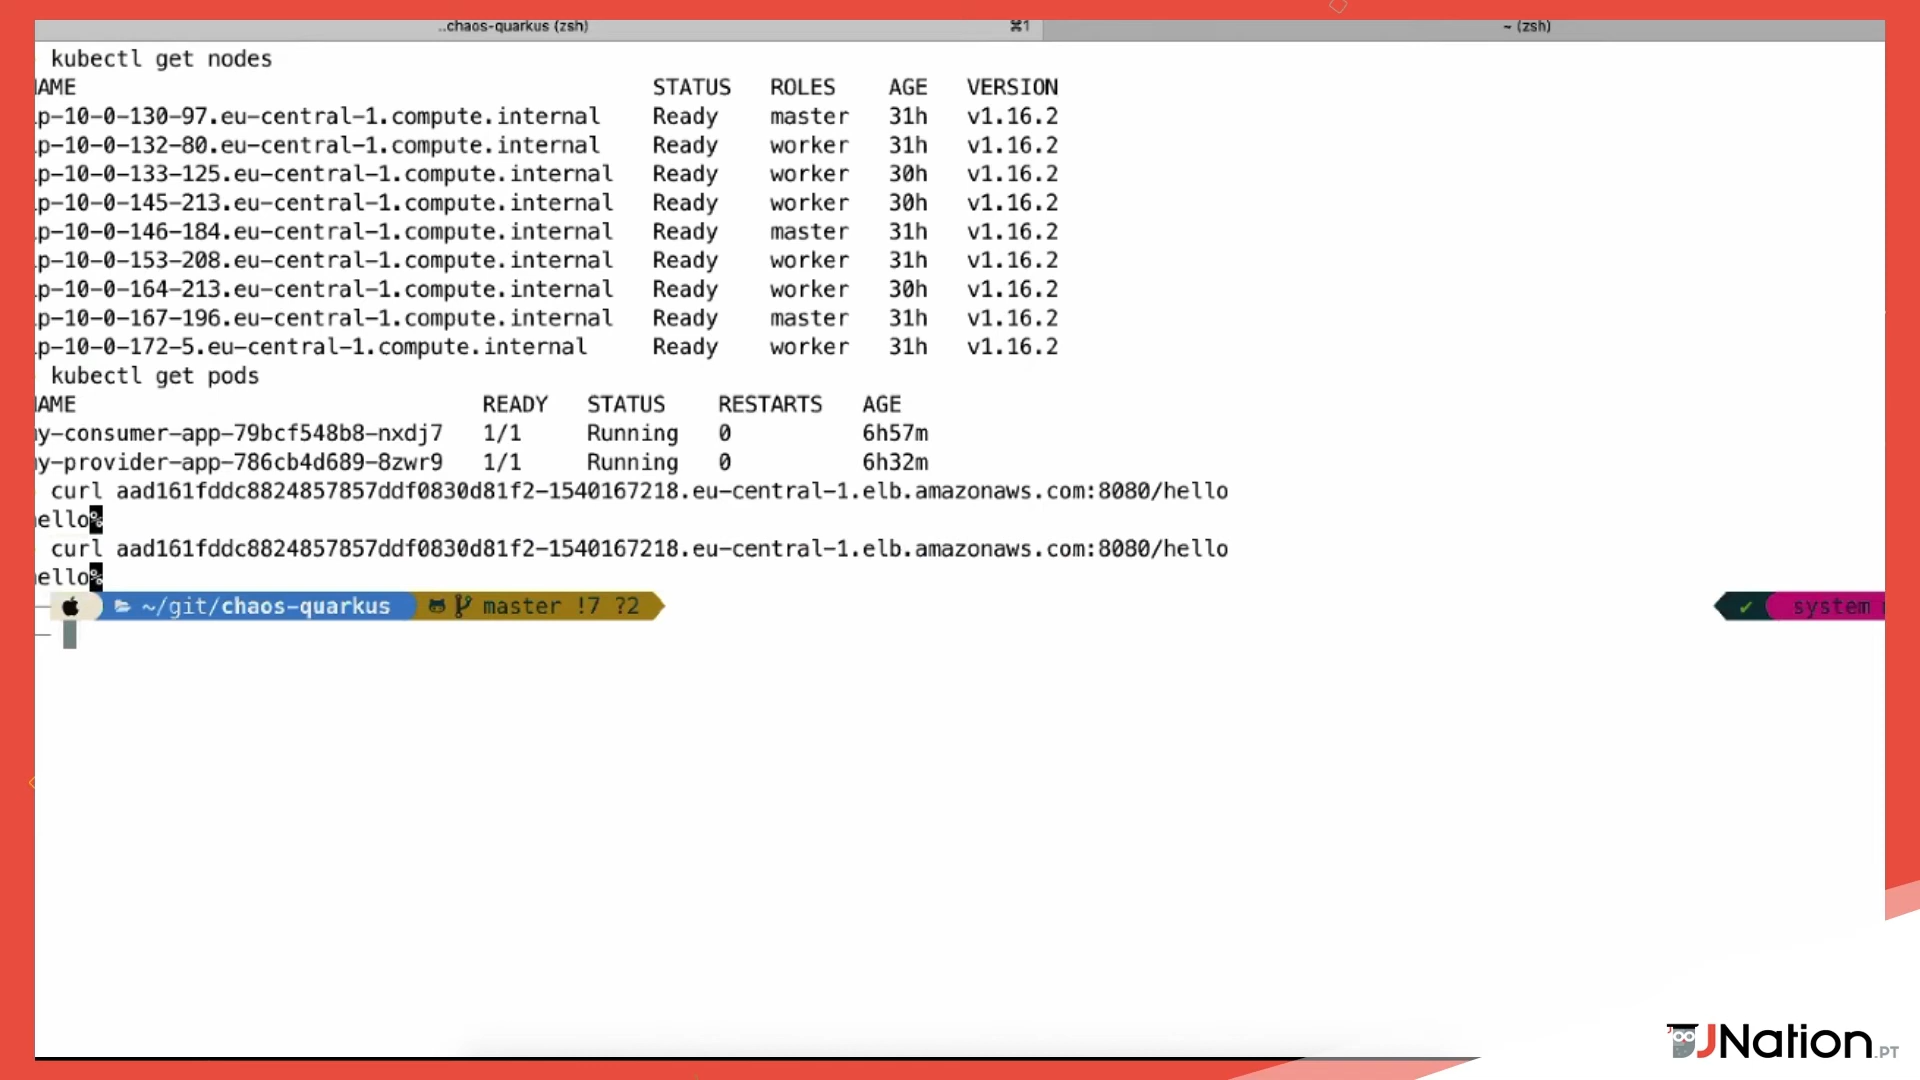 ..chaos-quarkus (zsh) ⌘1 ~ (zsh)
kubectl get nodes
AME STATUS ROLES AGE VERSION
p-10-0-130-97.eu-central-1.compute.internal Ready master 31h v1.16.2
p-10-0-132-80.eu-central-1.compute.internal Ready worker 31h v1.16.2
p-10-0-133-125.eu-central-1.compute.internal Ready worker 30h v1.16.2
p-10-0-145-213.eu-central-1.compute.internal Ready worker 30h v1.16.2
p-10-0-146-184.eu-central-1.compute.internal Ready master 31h v1.16.2
p-10-0-153-208.eu-central-1.compute.internal Ready worker 31h v1.16.2
p-10-0-164-213.eu-central-1.compute.internal Ready worker 30h v1.16.2
p-10-0-167-196.eu-central-1.compute.internal Ready master 31h v1.16.2
p-10-0-172-5.eu-central-1.compute.internal Ready worker 31h v1.16.2
kubectl get pods
AME READY STATUS RESTARTS AGE
y-consumer-app-79bcf548b8-nxdj7 1/1 Running 0 6h57m
y-provider-app-786cb4d689-8zwr9 1/1 Running 0 6h32m
curl aad161fddc8824857857ddf0830d81f2-1540167218.eu-central-1.elb.amazonaws.com:8080/hello
ello%
curl aad161fddc8824857857ddf0830d81f2-1540167218.eu-central-1.elb.amazonaws.com:8080/hello
ello%
~/git/chaos-quarkus master !7 ?2 ✓ system
JNation.PT